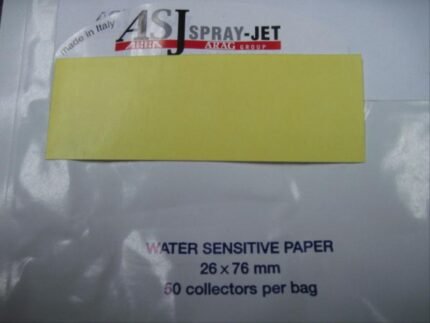 made in Italy
ASJ SPRAY-JET
ARAG GROUP
WATER SENSITIVE PAPER
26 x 76 mm
50 collectors per bag